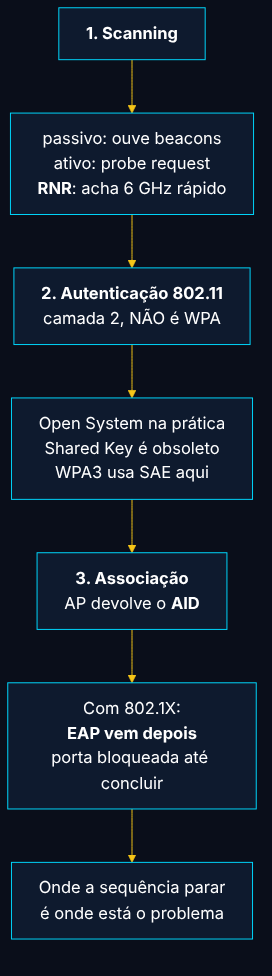 1. Scanning
passivo: ouve beacons
ativo: probe request
RNR: acha 6 GHz rápido
2. Autenticação 802.11
camada 2, NÃO é WPA
Open System na prática
Shared Key é obsoleto
WPA3 usa SAE aqui
3. Associação
AP devolve o AID
Com 802.1X:
EAP vem depois
porta bloqueada até
concluir
Onde a sequência parar
é onde está o problema